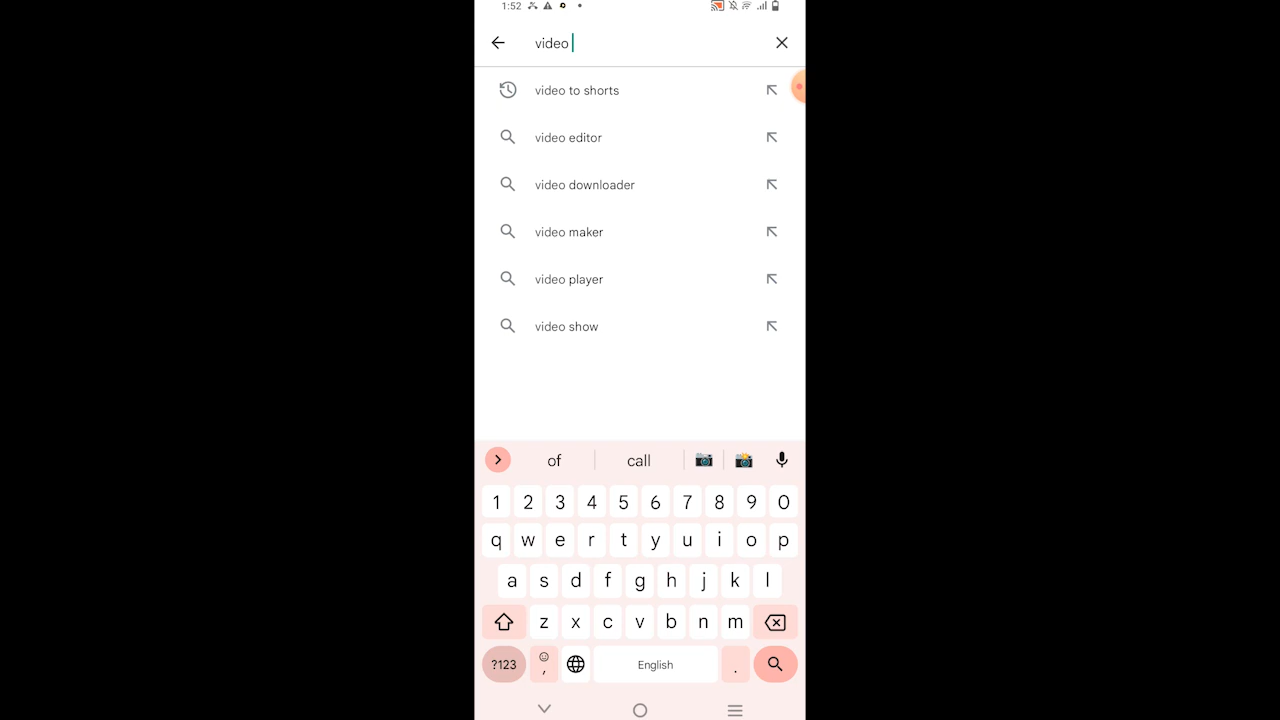 1:52
video
video to shorts
video editor
video downloader
video maker
video player
video show
of call
1 2 3 4 5 6 7 8 9 0
q w e r t y u i o p
a s d f g h j k l
z x c v b n m
?123 , English .